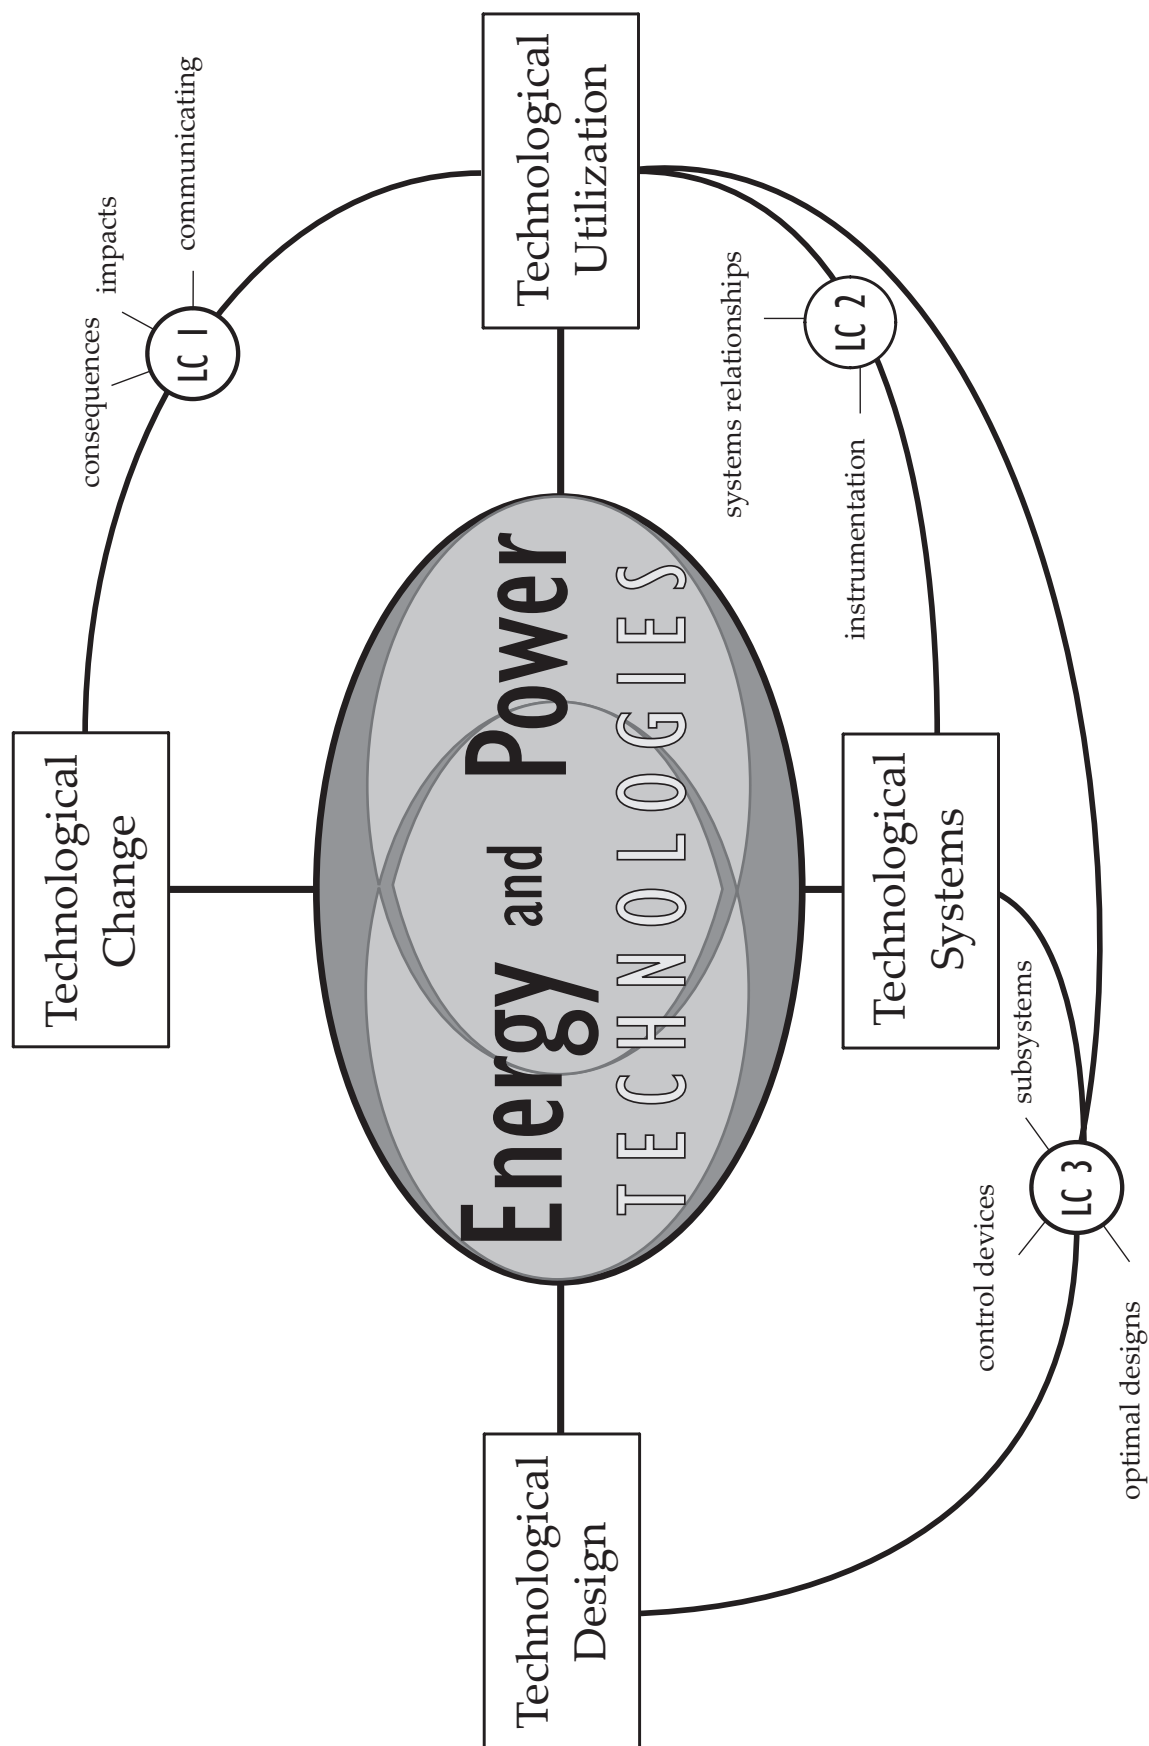 Technological
Change
consequences
impacts
communicating
LC 1
Technological
Design
Energy and Power
TECHNOLOGIES
Technological
Utilization
systems relationships
LC 2
instrumentation
Technological
Systems
subsystems
control devices
LC 3
optimal designs